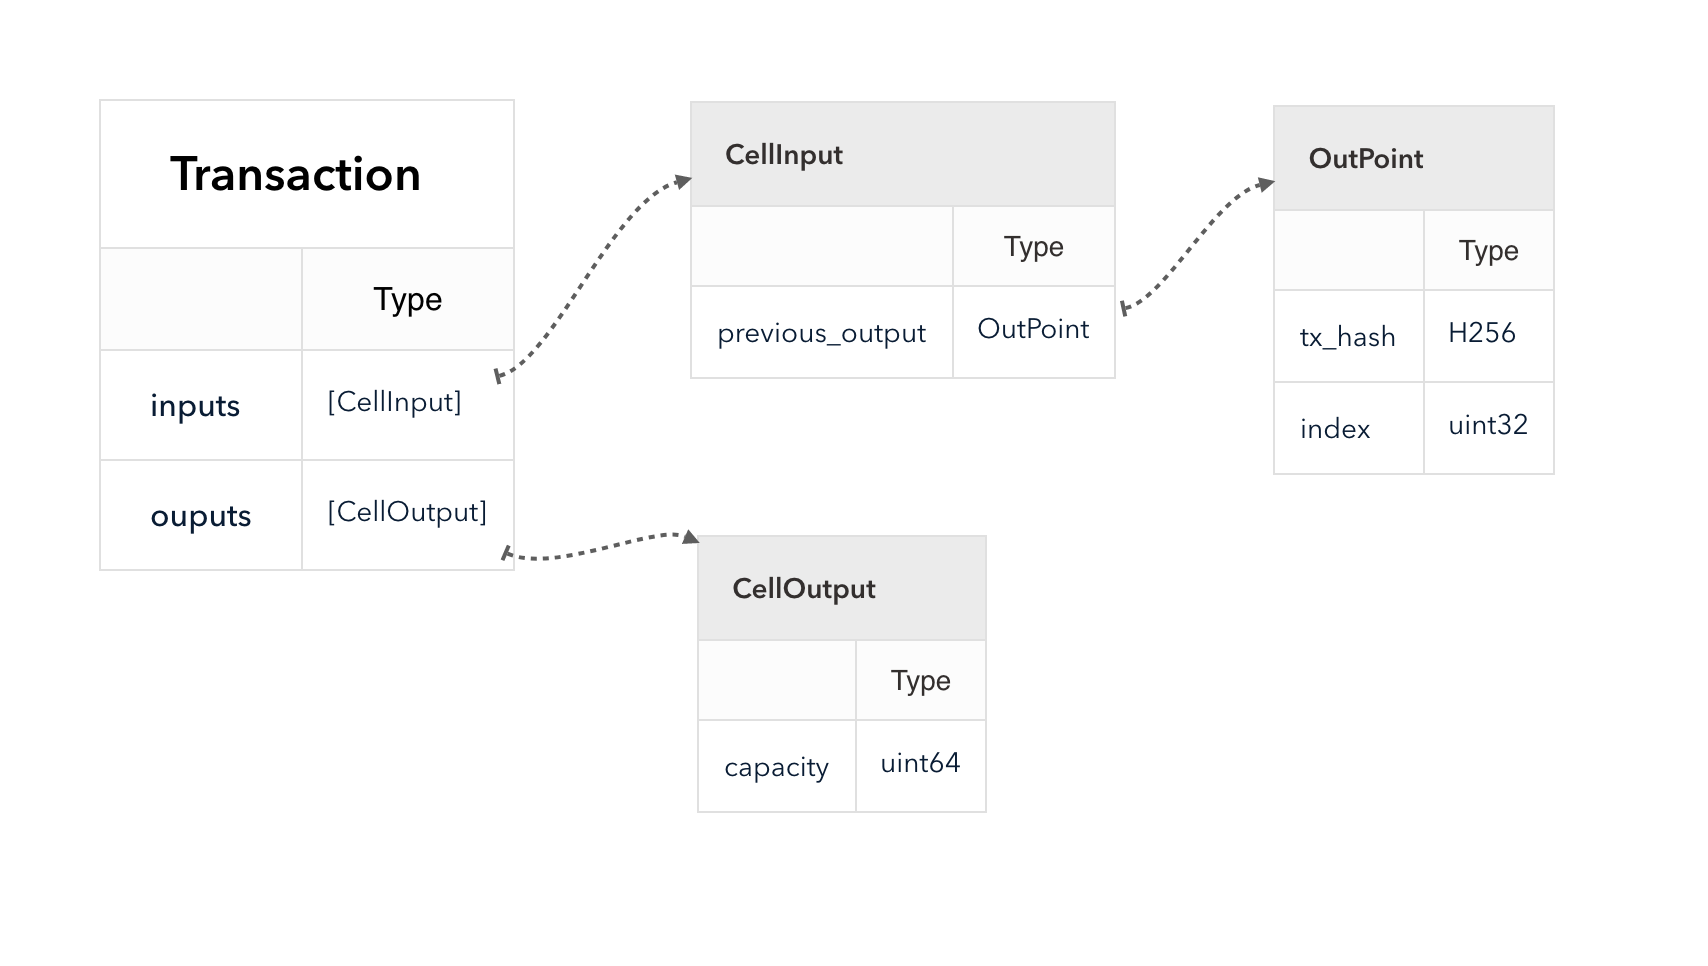 Transaction
Type
inputs [CellInput]
ouputs [CellOutput]
CellInput
Type
previous_output OutPoint
OutPoint
Type
tx_hash H256
index uint32
CellOutput
Type
capacity uint64